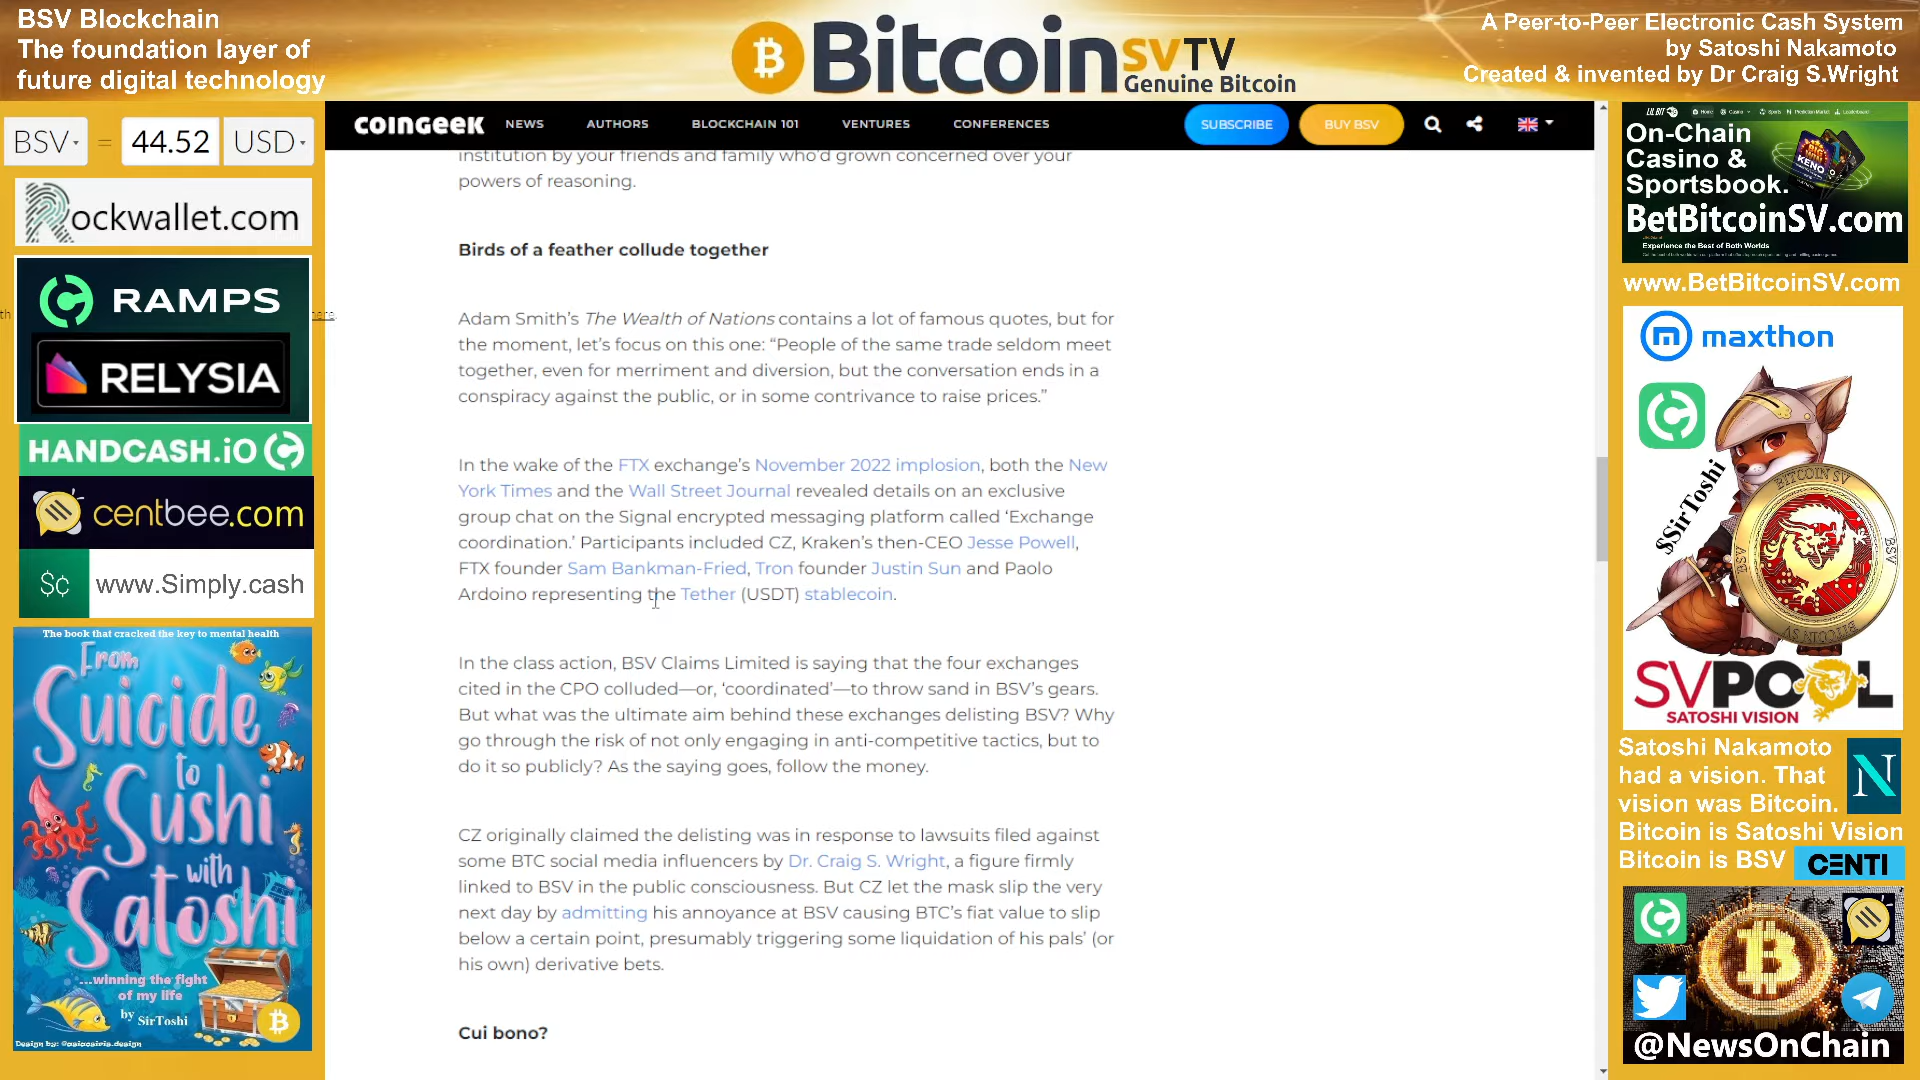 BSV Blockchain
The foundation layer of
future digital technology
Bitcoin SVTV
Genuine Bitcoin
A Peer-to-Peer Electronic Cash System
by Satoshi Nakamoto
Created & invented by Dr Craig S.Wright
BSV = 44.52 USD
Rockwallet.com
RAMPS
here.
RELYSIA
HANDCASH.iO
centbee.com
$¢ www.Simply.cash
The book that cracked the key to mental health
From
Suicide
to
Sushi
with
Satoshi
...winning the fight
of my life
by SirToshi
COINGEEK NEWS AUTHORS BLOCKCHAIN 101 VENTURES CONFERENCES SUBSCRIBE BUY BSV
institution by your friends and family who'd grown concerned over your
powers of reasoning.
Birds of a feather collude together
Adam Smith's The Wealth of Nations contains a lot of famous quotes, but for
the moment, let's focus on this one: “People of the same trade seldom meet
together, even for merriment and diversion, but the conversation ends in a
conspiracy against the public, or in some contrivance to raise prices.”
In the wake of the FTX exchange's November 2022 implosion, both the New
York Times and the Wall Street Journal revealed details on an exclusive
group chat on the Signal encrypted messaging platform called ‘Exchange
coordination.’ Participants included CZ, Kraken's then-CEO Jesse Powell,
FTX founder Sam Bankman-Fried, Tron founder Justin Sun and Paolo
Ardoino representing the Tether (USDT) stablecoin.
In the class action, BSV Claims Limited is saying that the four exchanges
cited in the CPO colluded—or, ‘coordinated’—to throw sand in BSV's gears.
But what was the ultimate aim behind these exchanges delisting BSV? Why
go through the risk of not only engaging in anti-competitive tactics, but to
do it so publicly? As the saying goes, follow the money.
CZ originally claimed the delisting was in response to lawsuits filed against
some BTC social media influencers by Dr. Craig S. Wright, a figure firmly
linked to BSV in the public consciousness. But CZ let the mask slip the very
next day by admitting his annoyance at BSV causing BTC's fiat value to slip
below a certain point, presumably triggering some liquidation of his pals’ (or
his own) derivative bets.
Cui bono?
LIL BIT Home Casino Sports Prediction Market Leaderboard
On-Chain
Casino &
Sportsbook.
KENO
BetBitcoinSV.com
Experience the Best of Both Worlds
www.BetBitcoinSV.com
maxthon
$SirToshi
BITCOIN SV
BSV
SVPOOL
SATOSHI VISION
Satoshi Nakamoto
had a vision. That
vision was Bitcoin.
Bitcoin is Satoshi Vision
Bitcoin is BSV CENTI
N
@NewsOnChain